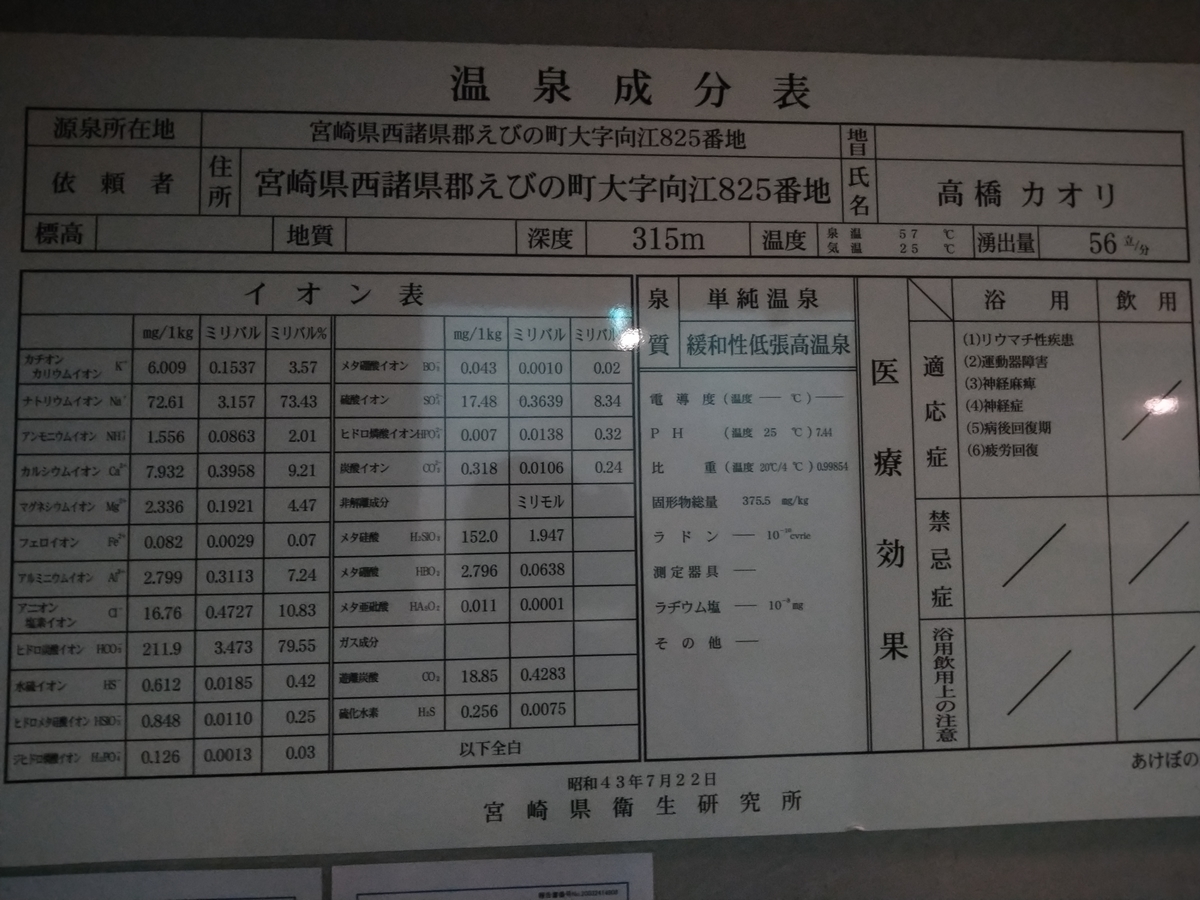 温泉成分表
源泉所在地 宮崎県西諸県郡えびの町大字向江825番地 地目
依頼者 住所 宮崎県西諸県郡えびの町大字向江825番地 氏名 高橋カオリ
標高 地質 深度 315m 温度 泉温 57 ℃ 気温 25 ℃ 湧出量 56 立/分
イオン表
mg/1kg ミリバル ミリバル%
カチオン
カリウムイオン K⁺ 6.009 0.1537 3.57
ナトリウムイオン Na⁺ 72.61 3.157 73.43
アンモニウムイオン NH₄⁺ 1.556 0.0863 2.01
カルシウムイオン Ca²⁺ 7.932 0.3958 9.21
マグネシウムイオン Mg²⁺ 2.336 0.1921 4.47
フェロイオン Fe²⁺ 0.082 0.0029 0.07
アルミニウムイオン Al³⁺ 2.799 0.3113 7.24
アニオン
塩素イオン Cl⁻ 16.76 0.4727 10.83
ヒドロ炭酸イオン HCO₃⁻ 211.9 3.473 79.55
水硫イオン HS⁻ 0.612 0.0185 0.42
ヒドロメタ硅酸イオン HSiO₃⁻ 0.848 0.0110 0.25
ジヒドロ燐酸イオン H₂PO₄⁻ 0.126 0.0013 0.03
mg/1kg ミリバル ミリバル%
メタ硼酸イオン BO₂⁻ 0.043 0.0010 0.02
硫酸イオン SO₄²⁻ 17.48 0.3639 8.34
ヒドロ燐酸イオン HPO₄²⁻ 0.007 0.0138 0.32
炭酸イオン CO₃²⁻ 0.318 0.0106 0.24
非解離成分 ミリモル
メタ硅酸 H₂SiO₃ 152.0 1.947
メタ硼酸 HBO₂ 2.796 0.0638
メタ亜砒酸 HAsO₂ 0.011 0.0001
ガス成分
遊離炭酸 CO₂ 18.85 0.4283
硫化水素 H₂S 0.256 0.0075
以下全白
泉質 単純温泉
緩和性低張高温泉
電導度 (温度 ― ℃) ―
PH (温度 25 ℃) 7.44
比重 (温度 20℃/4 ℃) 0.99854
固形物総量 375.5 mg/kg
ラドン ― 10⁻¹⁰cvrie
測定器具 ―
ラヂウム塩 ― 10⁻⁹mg
その他 ―
医療効果
浴用 飲用
適応症
(1)リウマチ性疾患
(2)運動器障害
(3)神経麻痺
(4)神経症
(5)病後回復期
(6)疲労回復
禁忌症
浴用飲用上の注意
あけぼの
昭和43年7月22日
宮崎県衛生研究所